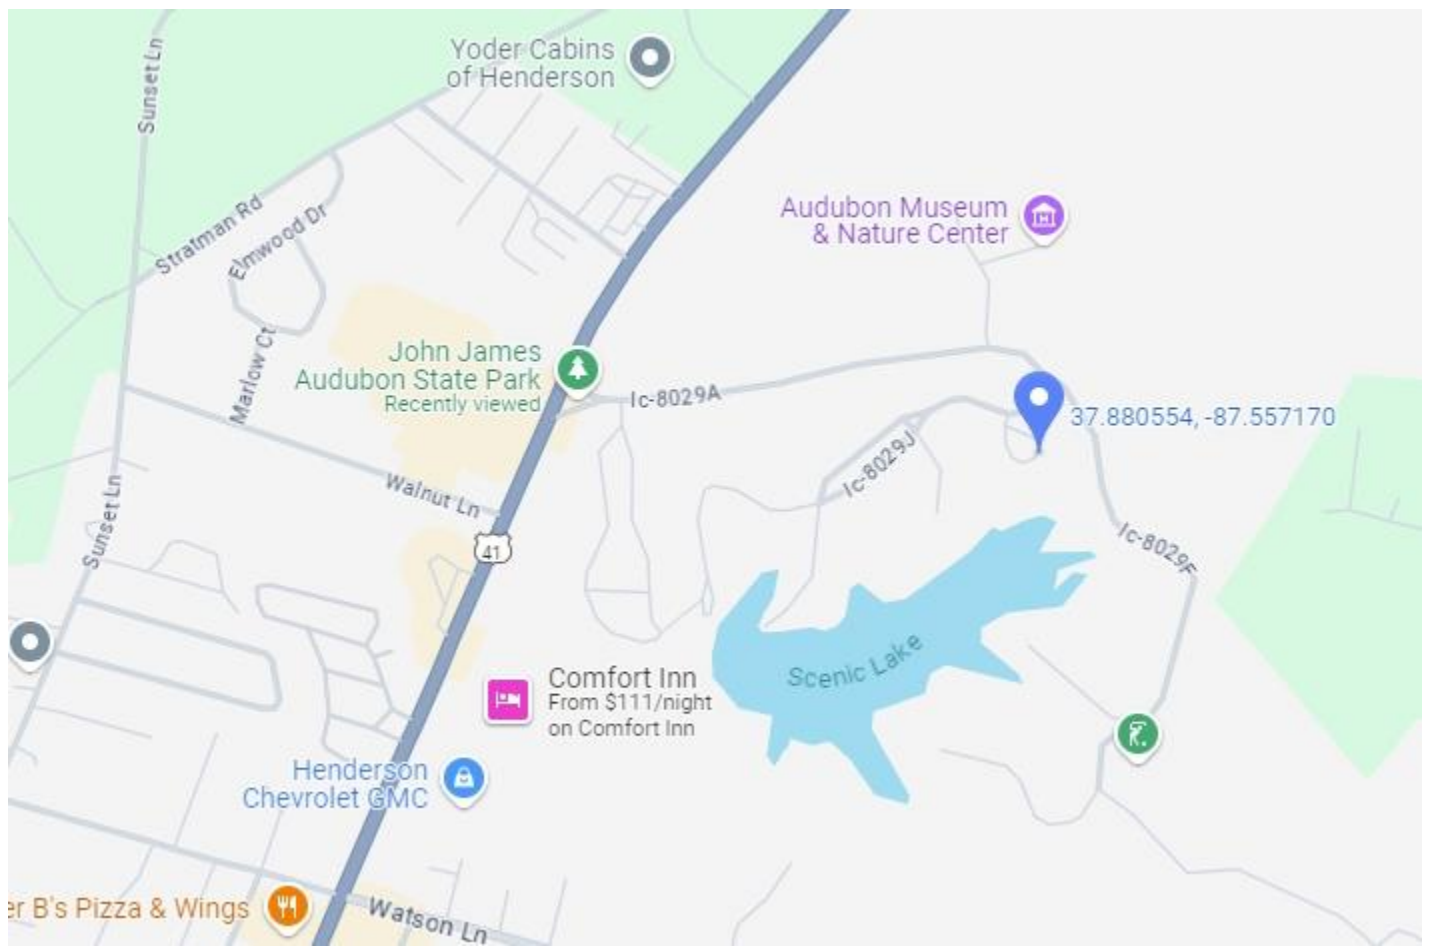 Yoder Cabins
of Henderson
Sunset Ln
Audubon Museum
& Nature Center
Stratman Rd
Elmwood Dr
Marlow Ct
John James
Audubon State Park
Recently viewed
lc-8029A
37.880554, -87.557170
lc-8029J
Walnut Ln
Sunset Ln
41
lc-8029F
Scenic Lake
Comfort Inn
From $111/night
on Comfort Inn
Henderson
Chevrolet GMC
er B's Pizza & Wings
Watson Ln